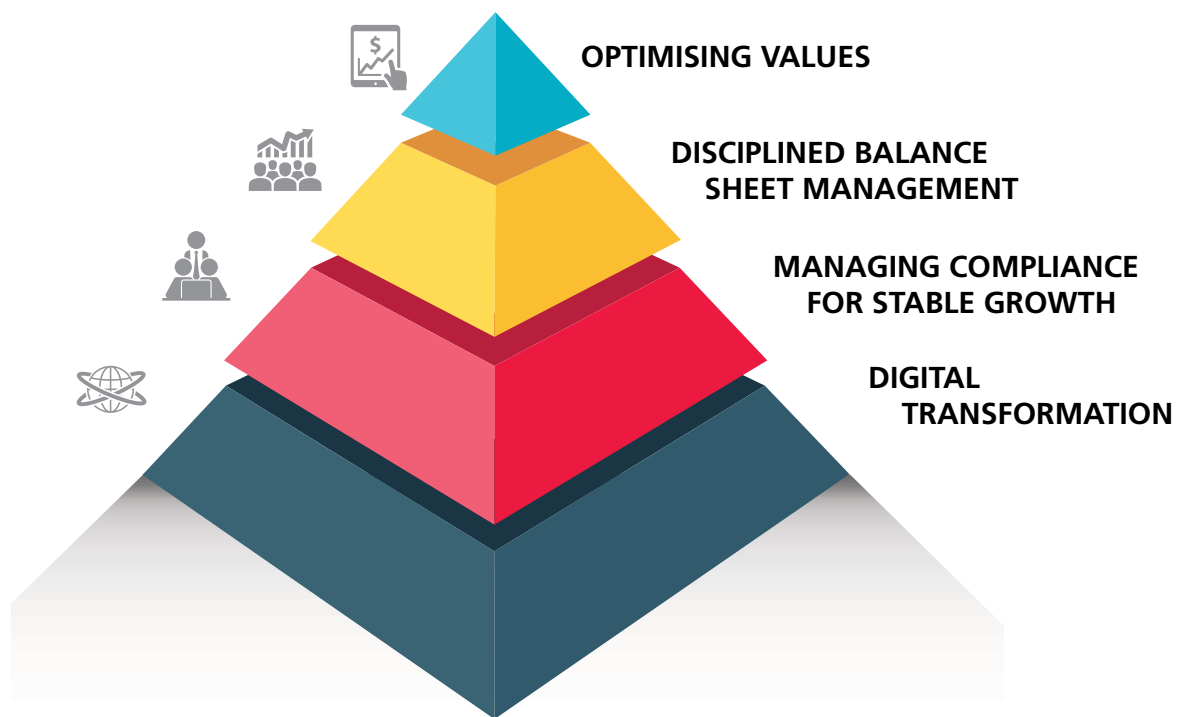 $
OPTIMISING VALUES
DISCIPLINED BALANCE
SHEET MANAGEMENT
MANAGING COMPLIANCE
FOR STABLE GROWTH
DIGITAL
TRANSFORMATION